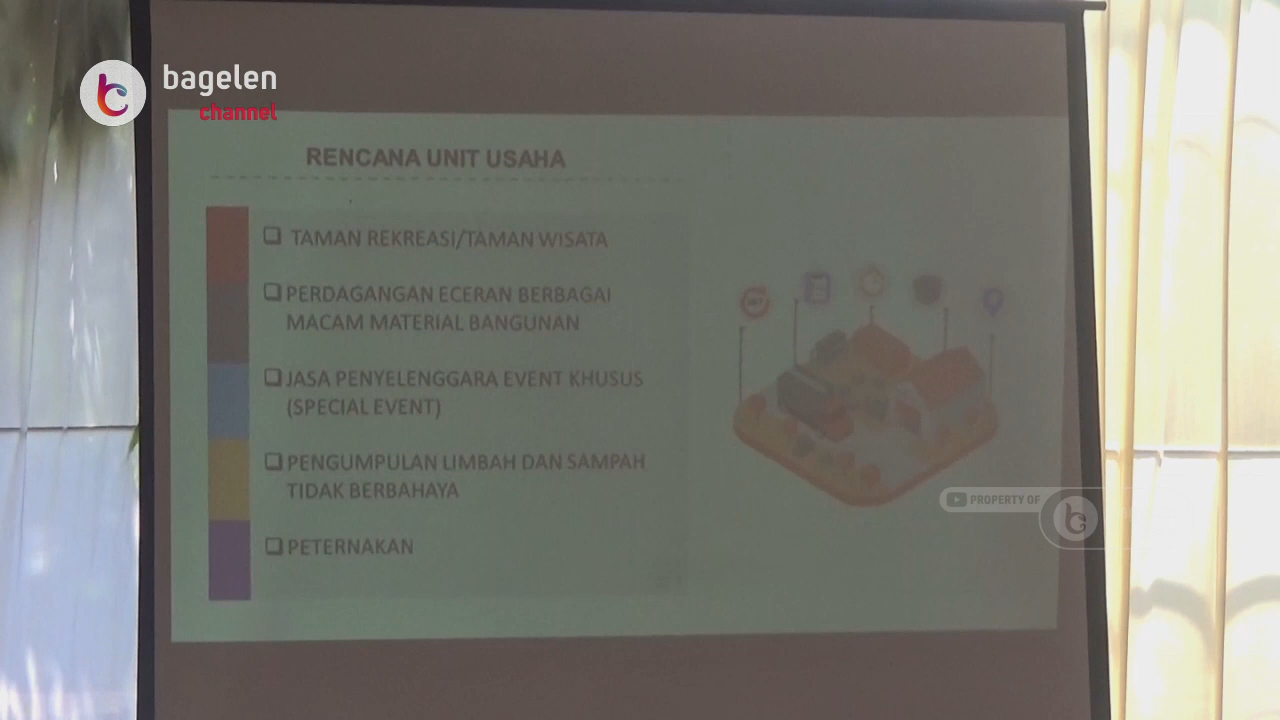 bagelen
channel
RENCANA UNIT USAHA
TAMAN REKREASI/TAMAN WISATA
PERDAGANGAN ECERAN BERBAGAI
MACAM MATERIAL BANGUNAN
JASA PENYELENGGARA EVENT KHUSUS
(SPECIAL EVENT)
PENGUMPULAN LIMBAH DAN SAMPAH
TIDAK BERBAHAYA
PETERNAKAN
PROPERTY OF